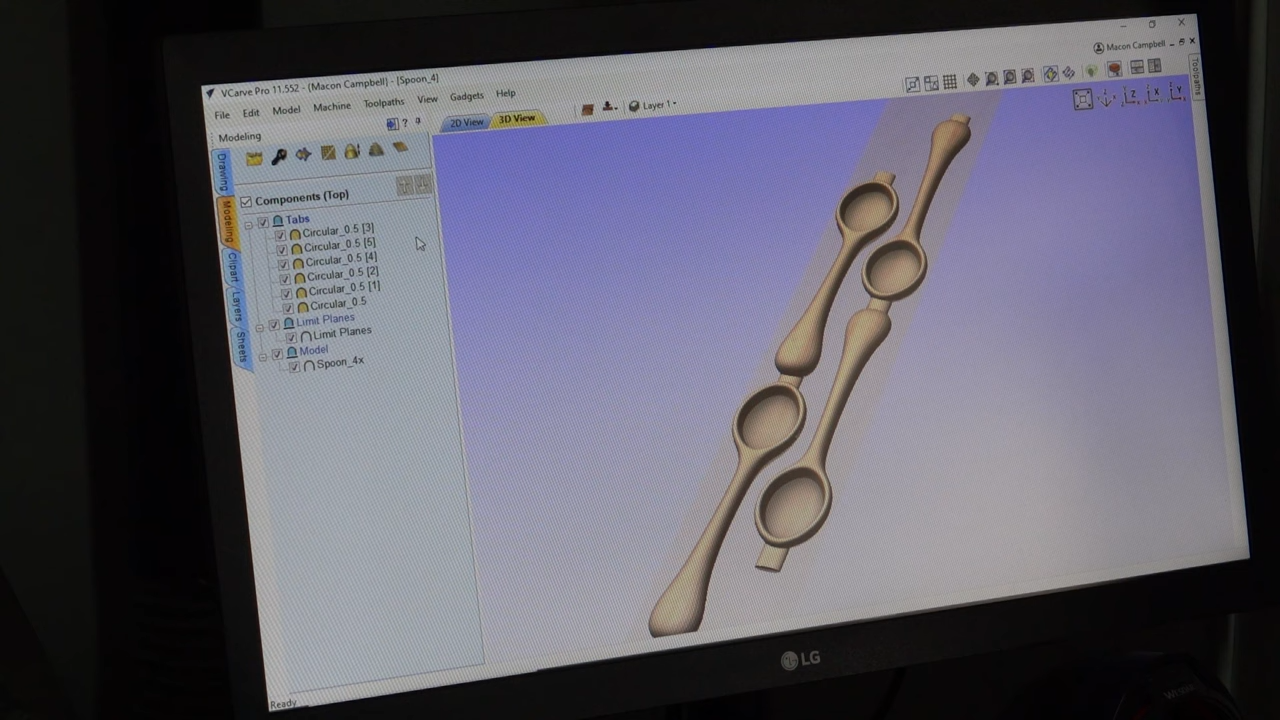 VCarve Pro 11.552 - (Macon Campbell) - [Spoon_4]
Macon Campbell
File Edit Model Machine Toolpaths View Gadgets Help
Modeling
2D View 3D View Layer 1
Z X Y
Toolpaths
Drawing
Modeling
Clipart
Layers
Sheets
Components (Top)
Tabs
Circular_0.5 [3]
Circular_0.5 [5]
Circular_0.5 [4]
Circular_0.5 [2]
Circular_0.5 [1]
Circular_0.5
Limit Planes
Limit Planes
Model
Spoon_4x
Ready
LG